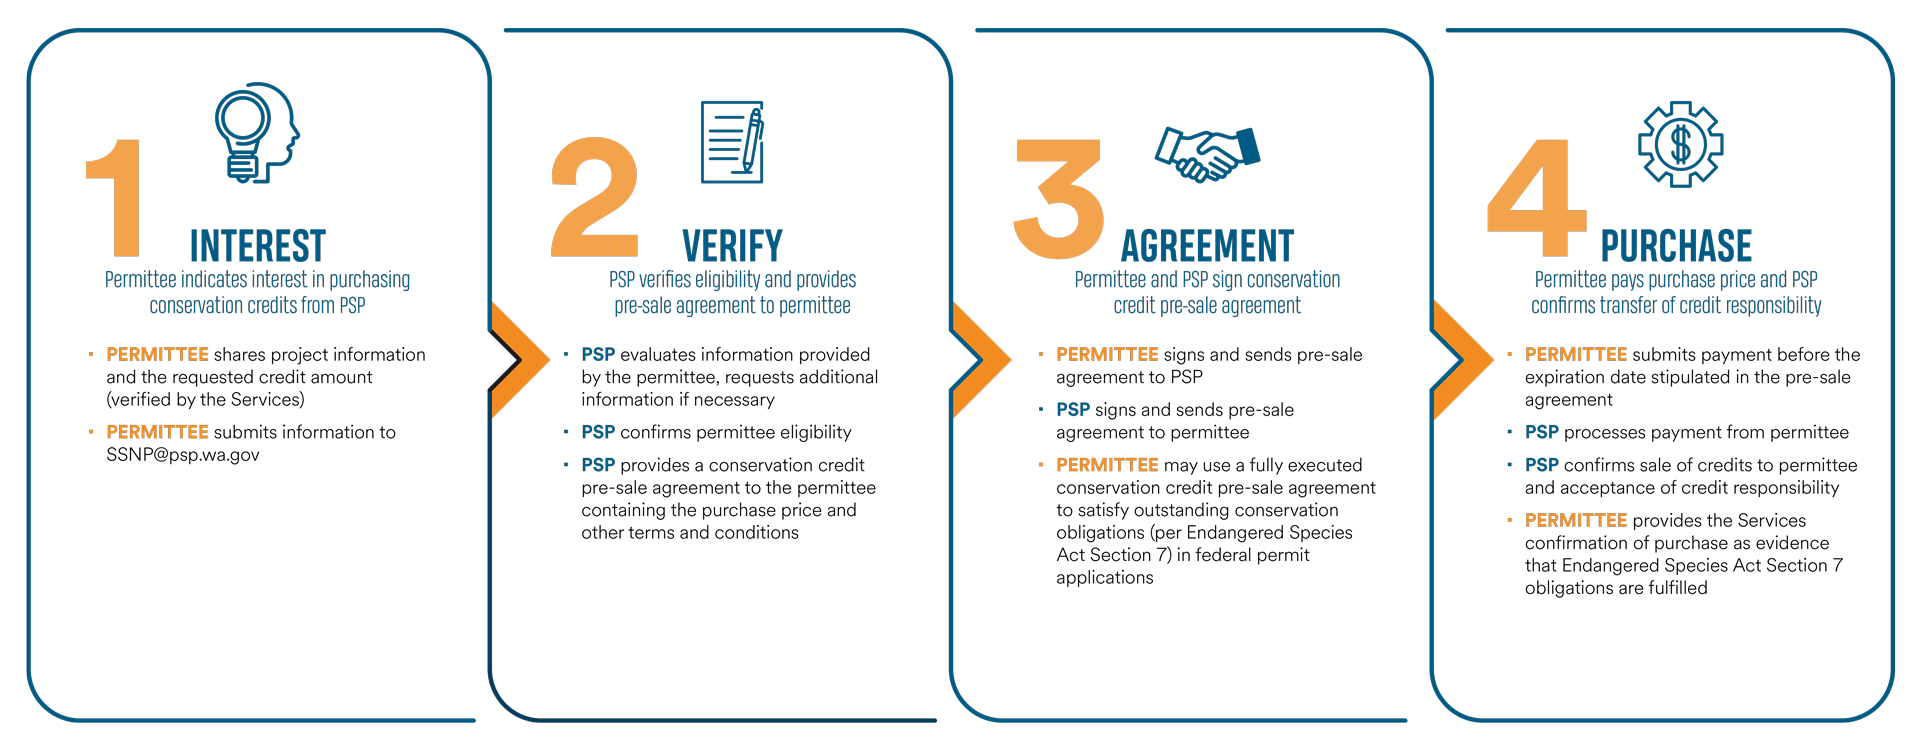 1
INTEREST
Permittee indicates interest in purchasing
conservation credits from PSP
▪ PERMITTEE shares project information
and the requested credit amount
(verified by the Services)
▪ PERMITTEE submits information to
SSNP@psp.wa.gov
2
VERIFY
PSP verifies eligibility and provides
pre-sale agreement to permittee
▪ PSP evaluates information provided
by the permittee, requests additional
information if necessary
▪ PSP confirms permittee eligibility
▪ PSP provides a conservation credit
pre-sale agreement to the permittee
containing the purchase price and
other terms and conditions
3
AGREEMENT
Permittee and PSP sign conservation
credit pre-sale agreement
▪ PERMITTEE signs and sends pre-sale
agreement to PSP
▪ PSP signs and sends pre-sale
agreement to permittee
▪ PERMITTEE may use a fully executed
conservation credit pre-sale agreement
to satisfy outstanding conservation
obligations (per Endangered Species
Act Section 7) in federal permit
applications
4
$
PURCHASE
Permittee pays purchase price and PSP
confirms transfer of credit responsibility
▪ PERMITTEE submits payment before the
expiration date stipulated in the pre-sale
agreement
▪ PSP processes payment from permittee
▪ PSP confirms sale of credits to permittee
and acceptance of credit responsibility
▪ PERMITTEE provides the Services
confirmation of purchase as evidence
that Endangered Species Act Section 7
obligations are fulfilled